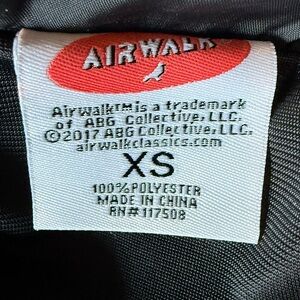 AIRWALK
Airwalk™ is a trademark
of ABG Collective, LLC.
©2017 ABG Collective, LLC.
airwalkclassics.com
XS
100% POLYESTER
MADE IN CHINA
RN#117508